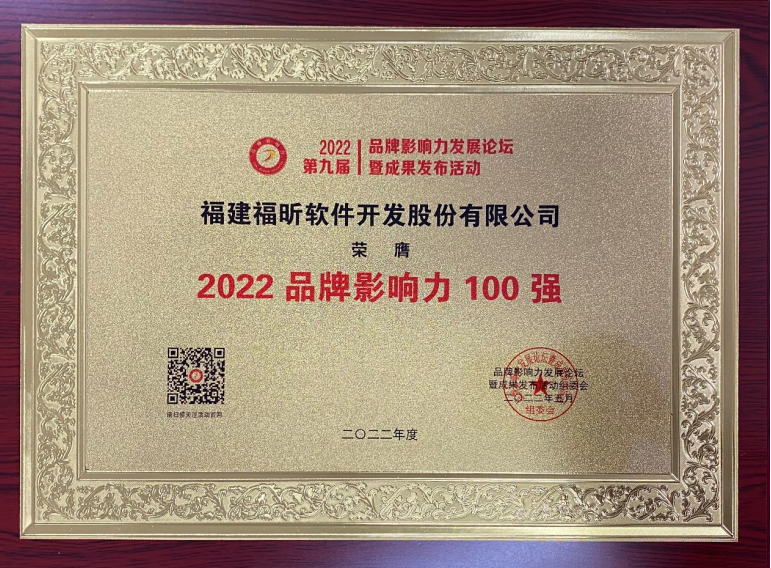 2022
第九届
品牌影响力发展论坛
暨成果发布活动
福建福昕软件开发股份有限公司
荣 膺
2022 品牌影响力 100 强
品牌影响力发展论坛
暨成果发布活动组委会
二〇二二年五月
组委会
二〇二二年度